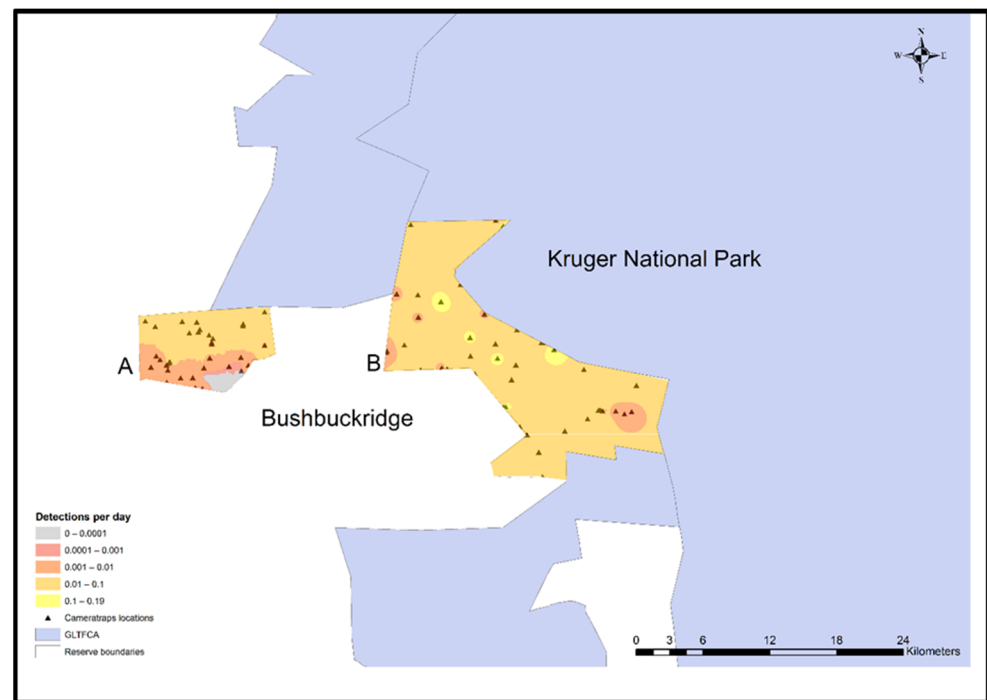 N
W E
S
Kruger National Park
A
B
Bushbuckridge
Detections per day
0 – 0.0001
0.0001 – 0.001
0.001 – 0.01
0.01 – 0.1
0.1 – 0.19
Cameratraps locations
GLTFCA
Reserve boundaries
0 3 6 12 18 24
Kilometers